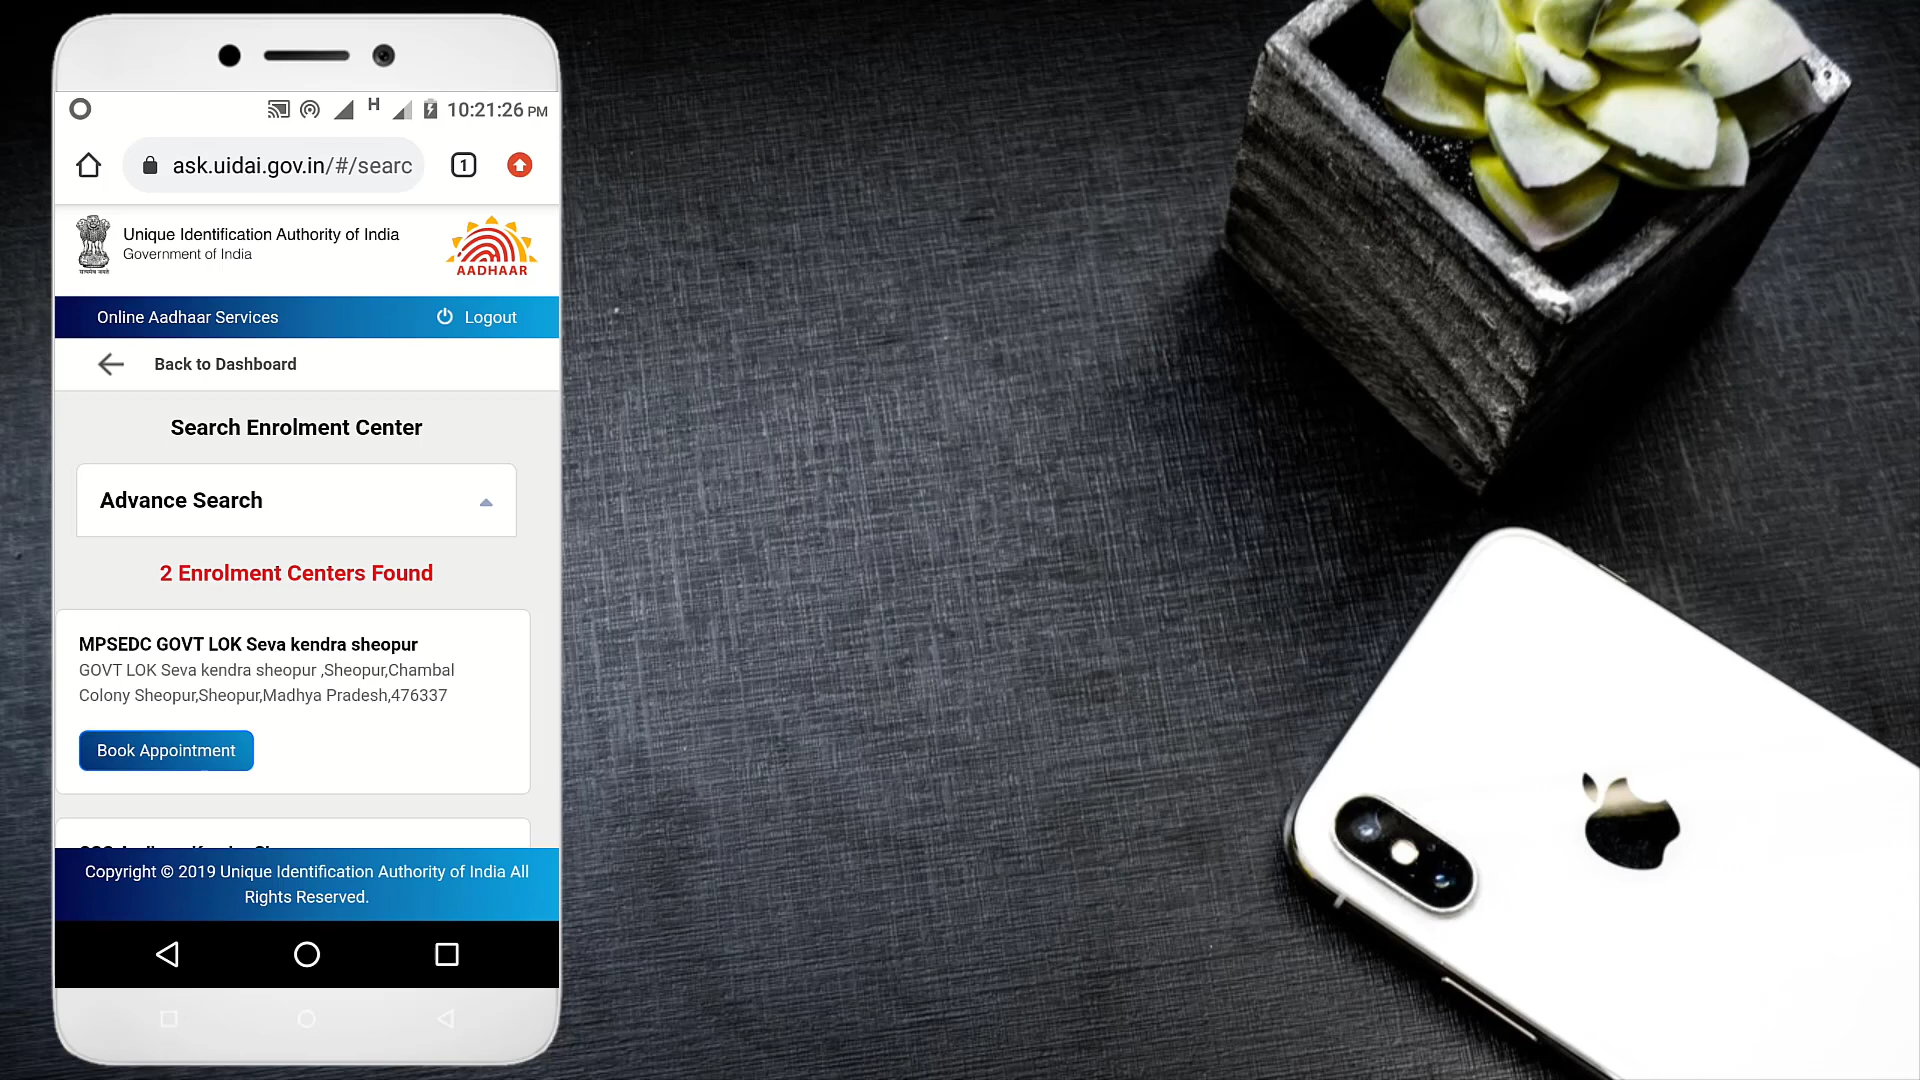 H 10:21:26 PM
ask.uidai.gov.in/#/searc
1
Unique Identification Authority of India
Government of India
AADHAAR
Online Aadhaar Services
Logout
Back to Dashboard
Search Enrolment Center
Advance Search
2 Enrolment Centers Found
MPSEDC GOVT LOK Seva kendra sheopur
GOVT LOK Seva kendra sheopur ,Sheopur,Chambal
Colony Sheopur,Sheopur,Madhya Pradesh,476337
Book Appointment
Copyright © 2019 Unique Identification Authority of India All
Rights Reserved.